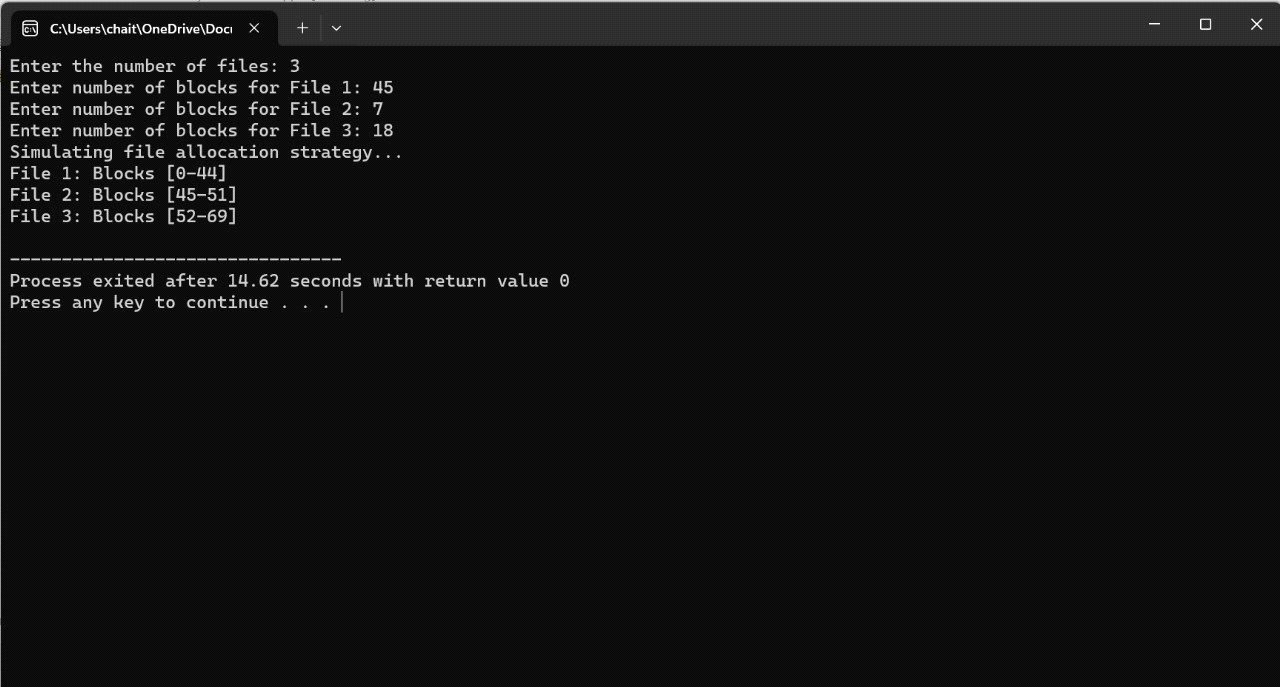 C:\Users\chait\OneDrive\Docu
Enter the number of files: 3
Enter number of blocks for File 1: 45
Enter number of blocks for File 2: 7
Enter number of blocks for File 3: 18
Simulating file allocation strategy...
File 1: Blocks [0-44]
File 2: Blocks [45-51]
File 3: Blocks [52-69]
--------------------------------
Process exited after 14.62 seconds with return value 0
Press any key to continue . . .